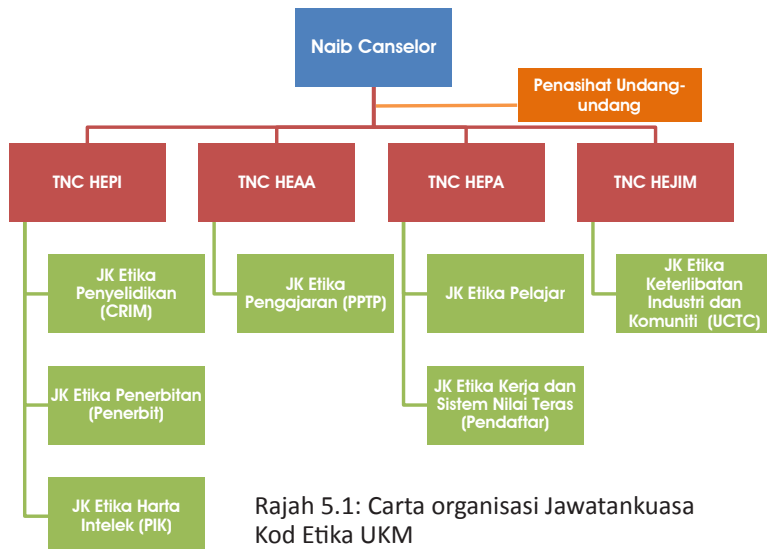 Naib Canselor
Penasihat Undang-
undang
TNC HEPI
TNC HEAA
TNC HEPA
TNC HEJIM
JK Etika
Penyelidikan
(CRIM)
JK Etika
Pengajaran (PPTP)
JK Etika Pelajar
JK Etika
Keterlibatan
Industri dan
Komuniti (UCTC)
JK Etika Penerbitan
(Penerbit)
JK Etika Kerja dan
Sistem Nilai Teras
(Pendaftar)
JK Etika Harta
Intelek (PIK)
Rajah 5.1: Carta organisasi Jawatankuasa
Kod Etika UKM